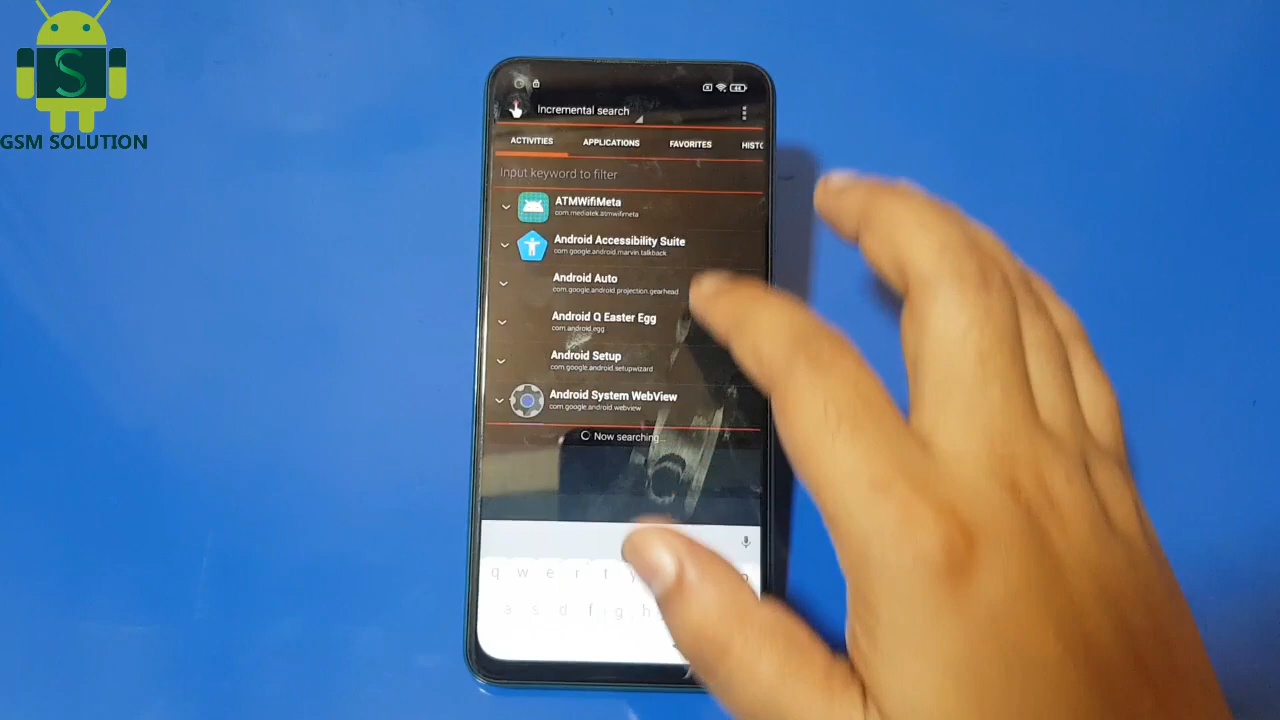 S
GSM SOLUTION
44
Incremental search
ACTIVITIES APPLICATIONS FAVORITES HISTO
Input keyword to filter
ATMWifiMeta
com.mediatek.atmwifimeta
Android Accessibility Suite
com.google.android.marvin.talkback
Android Auto
com.google.android.projection.gearhead
Android Q Easter Egg
com.android.egg
Android Setup
com.google.android.setupwizard
Android System WebView
com.google.android.webview
Now searching...
q w e r t y p
a s d f g h